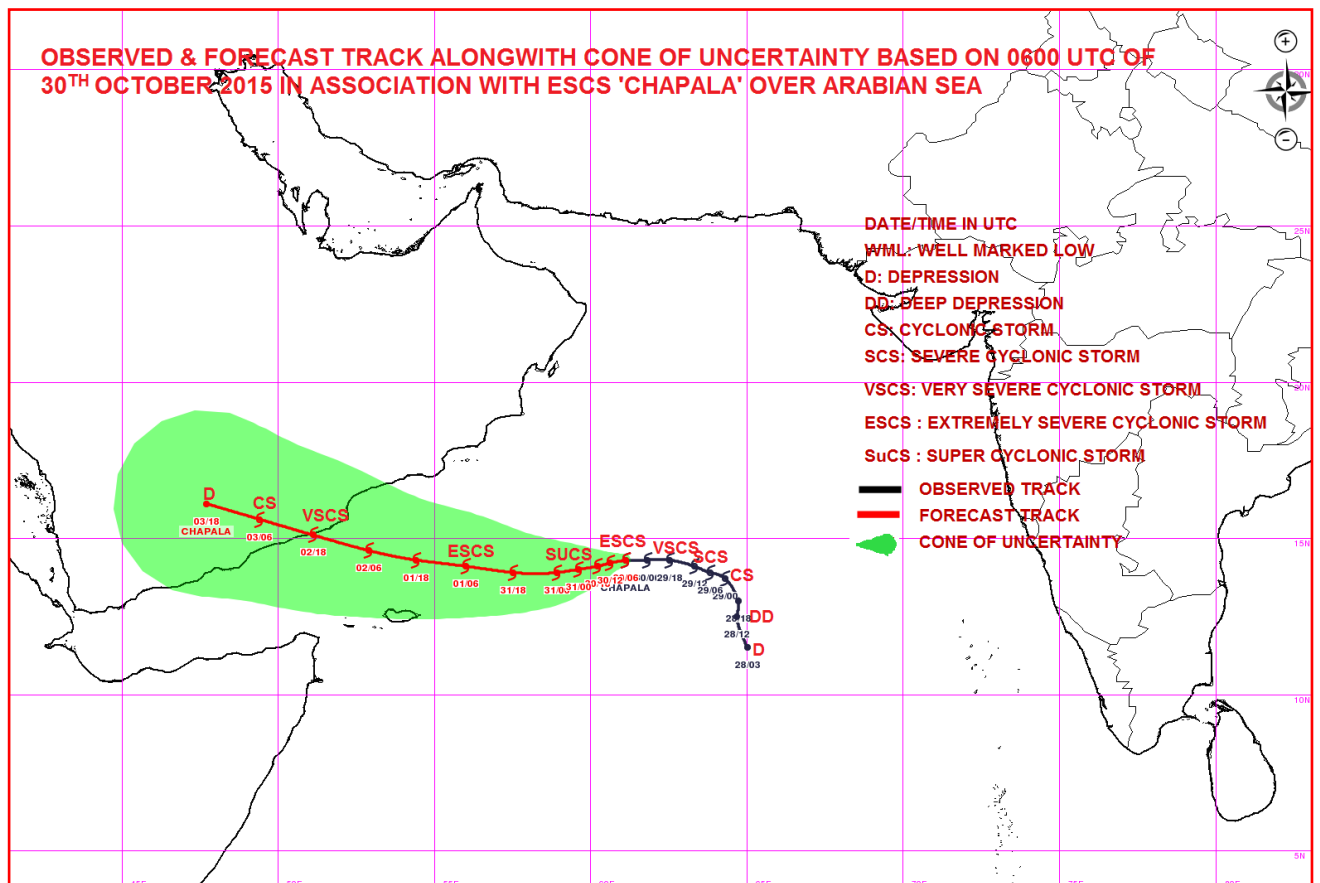 OBSERVED & FORECAST TRACK ALONGWITH CONE OF UNCERTAINTY BASED ON 0600 UTC OF
30TH OCTOBER 2015 IN ASSOCIATION WITH ESCS 'CHAPALA' OVER ARABIAN SEA
DATE/TIME IN UTC
WML: WELL MARKED LOW
D: DEPRESSION
DD: DEEP DEPRESSION
CS: CYCLONIC STORM
SCS: SEVERE CYCLONIC STORM
VSCS: VERY SEVERE CYCLONIC STORM
ESCS : EXTREMELY SEVERE CYCLONIC STORM
SuCS : SUPER CYCLONIC STORM
OBSERVED TRACK
FORECAST TRACK
CONE OF UNCERTAINTY
25N
15N
10N
5N
D
03/18
CHAPALA
CS
03/06
VSCS
02/18
02/06
01/18
ESCS
01/06
31/18
SUCS
31/00
30/12
ESCS
CHAPALA
VSCS
29/18
SCS
29/12
29/06
CS
29/00
28/18
DD
28/12
D
28/03